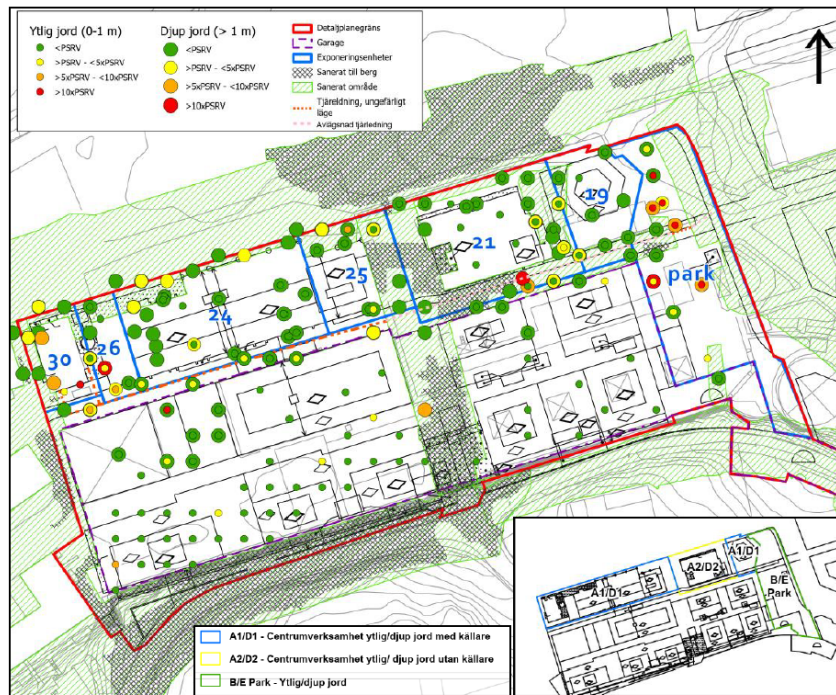 Ytlig jord (0-1 m)
<PSRV
>PSRV - <5xPSRV
>5xPSRV - <10xPSRV
>10xPSRV
Djup jord (> 1 m)
<PSRV
>PSRV - <5xPSRV
>5xPSRV - <10xPSRV
>10xPSRV
Detaljplanegräns
Garage
Exponeringsenheter
Sanerat till berg
Sanerat område
Tjäreldning, ungefärligt
läge
Avlägsnad tjärledning
19
21
25
park
24
26
30
A1/D1
A2/D2
A1/D1
B/E
Park
A1/D1 - Centrumverksamhet ytlig/djup jord med källare
A2/D2 - Centrumverksamhet ytlig/ djup jord utan källare
B/E Park - Ytlig/djup jord